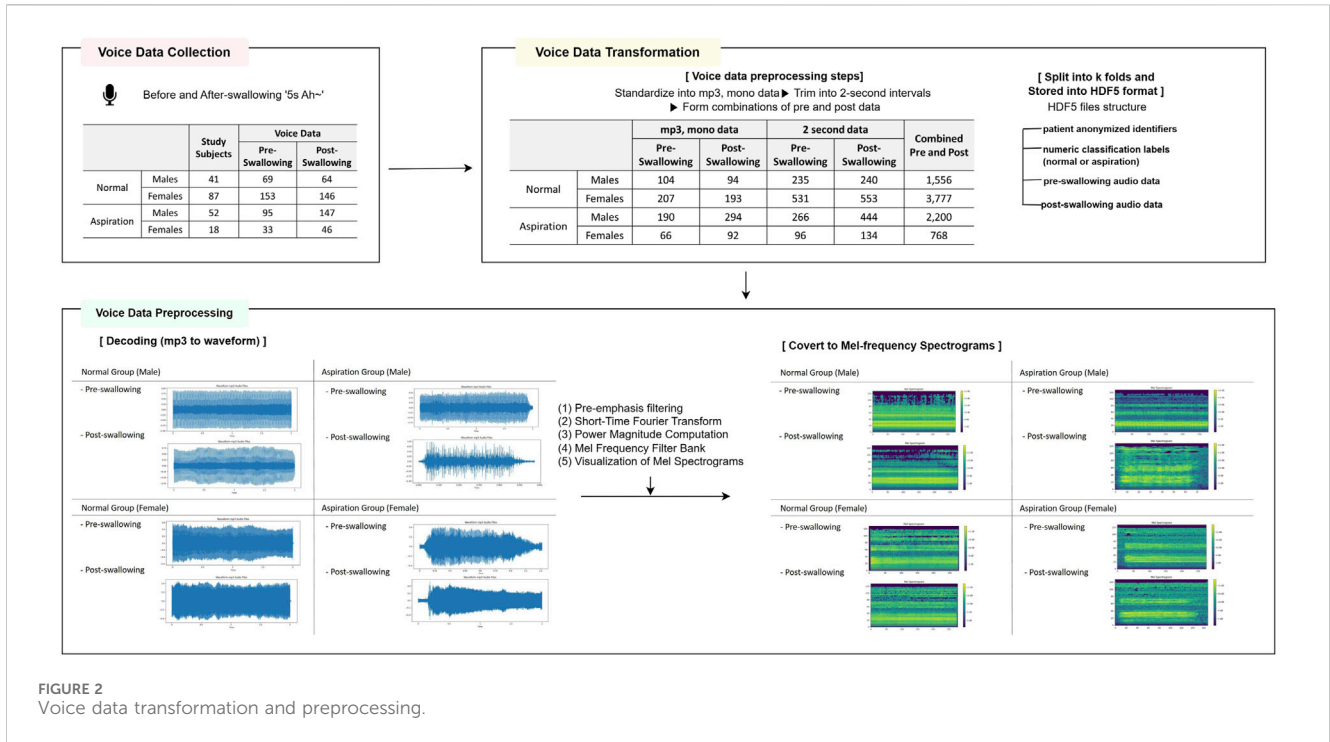 Voice Data Collection
Before and After-swallowing '5s Ah~'
Study Subjects Voice Data
Pre-Swallowing Post-Swallowing
Normal Males 41 69 64
Females 87 153 146
Aspiration Males 52 95 147
Females 18 33 46
Voice Data Transformation
[ Voice data preprocessing steps]
Standardize into mp3, mono data ▶ Trim into 2-second intervals
▶ Form combinations of pre and post data
mp3, mono data 2 second data Combined Pre and Post
Pre-Swallowing Post-Swallowing Pre-Swallowing Post-Swallowing
Normal Males 104 94 235 240 1,556
Females 207 193 531 553 3,777
Aspiration Males 190 294 266 444 2,200
Females 66 92 96 134 768
[ Split into k folds and
Stored into HDF5 format ]
HDF5 files structure
patient anonymized identifiers
numeric classification labels
(normal or aspiration)
pre-swallowing audio data
post-swallowing audio data
Voice Data Preprocessing
[ Decoding (mp3 to waveform) ]
Normal Group (Male)
- Pre-swallowing
- Post-swallowing
Aspiration Group (Male)
- Pre-swallowing
- Post-swallowing
Normal Group (Female)
- Pre-swallowing
- Post-swallowing
Aspiration Group (Female)
- Pre-swallowing
- Post-swallowing
(1) Pre-emphasis filtering
(2) Short-Time Fourier Transform
(3) Power Magnitude Computation
(4) Mel Frequency Filter Bank
(5) Visualization of Mel Spectrograms
[ Covert to Mel-frequency Spectrograms ]
Normal Group (Male)
- Pre-swallowing
- Post-swallowing
Aspiration Group (Male)
- Pre-swallowing
- Post-swallowing
Normal Group (Female)
- Pre-swallowing
- Post-swallowing
Aspiration Group (Female)
- Pre-swallowing
- Post-swallowing
FIGURE 2
Voice data transformation and preprocessing.